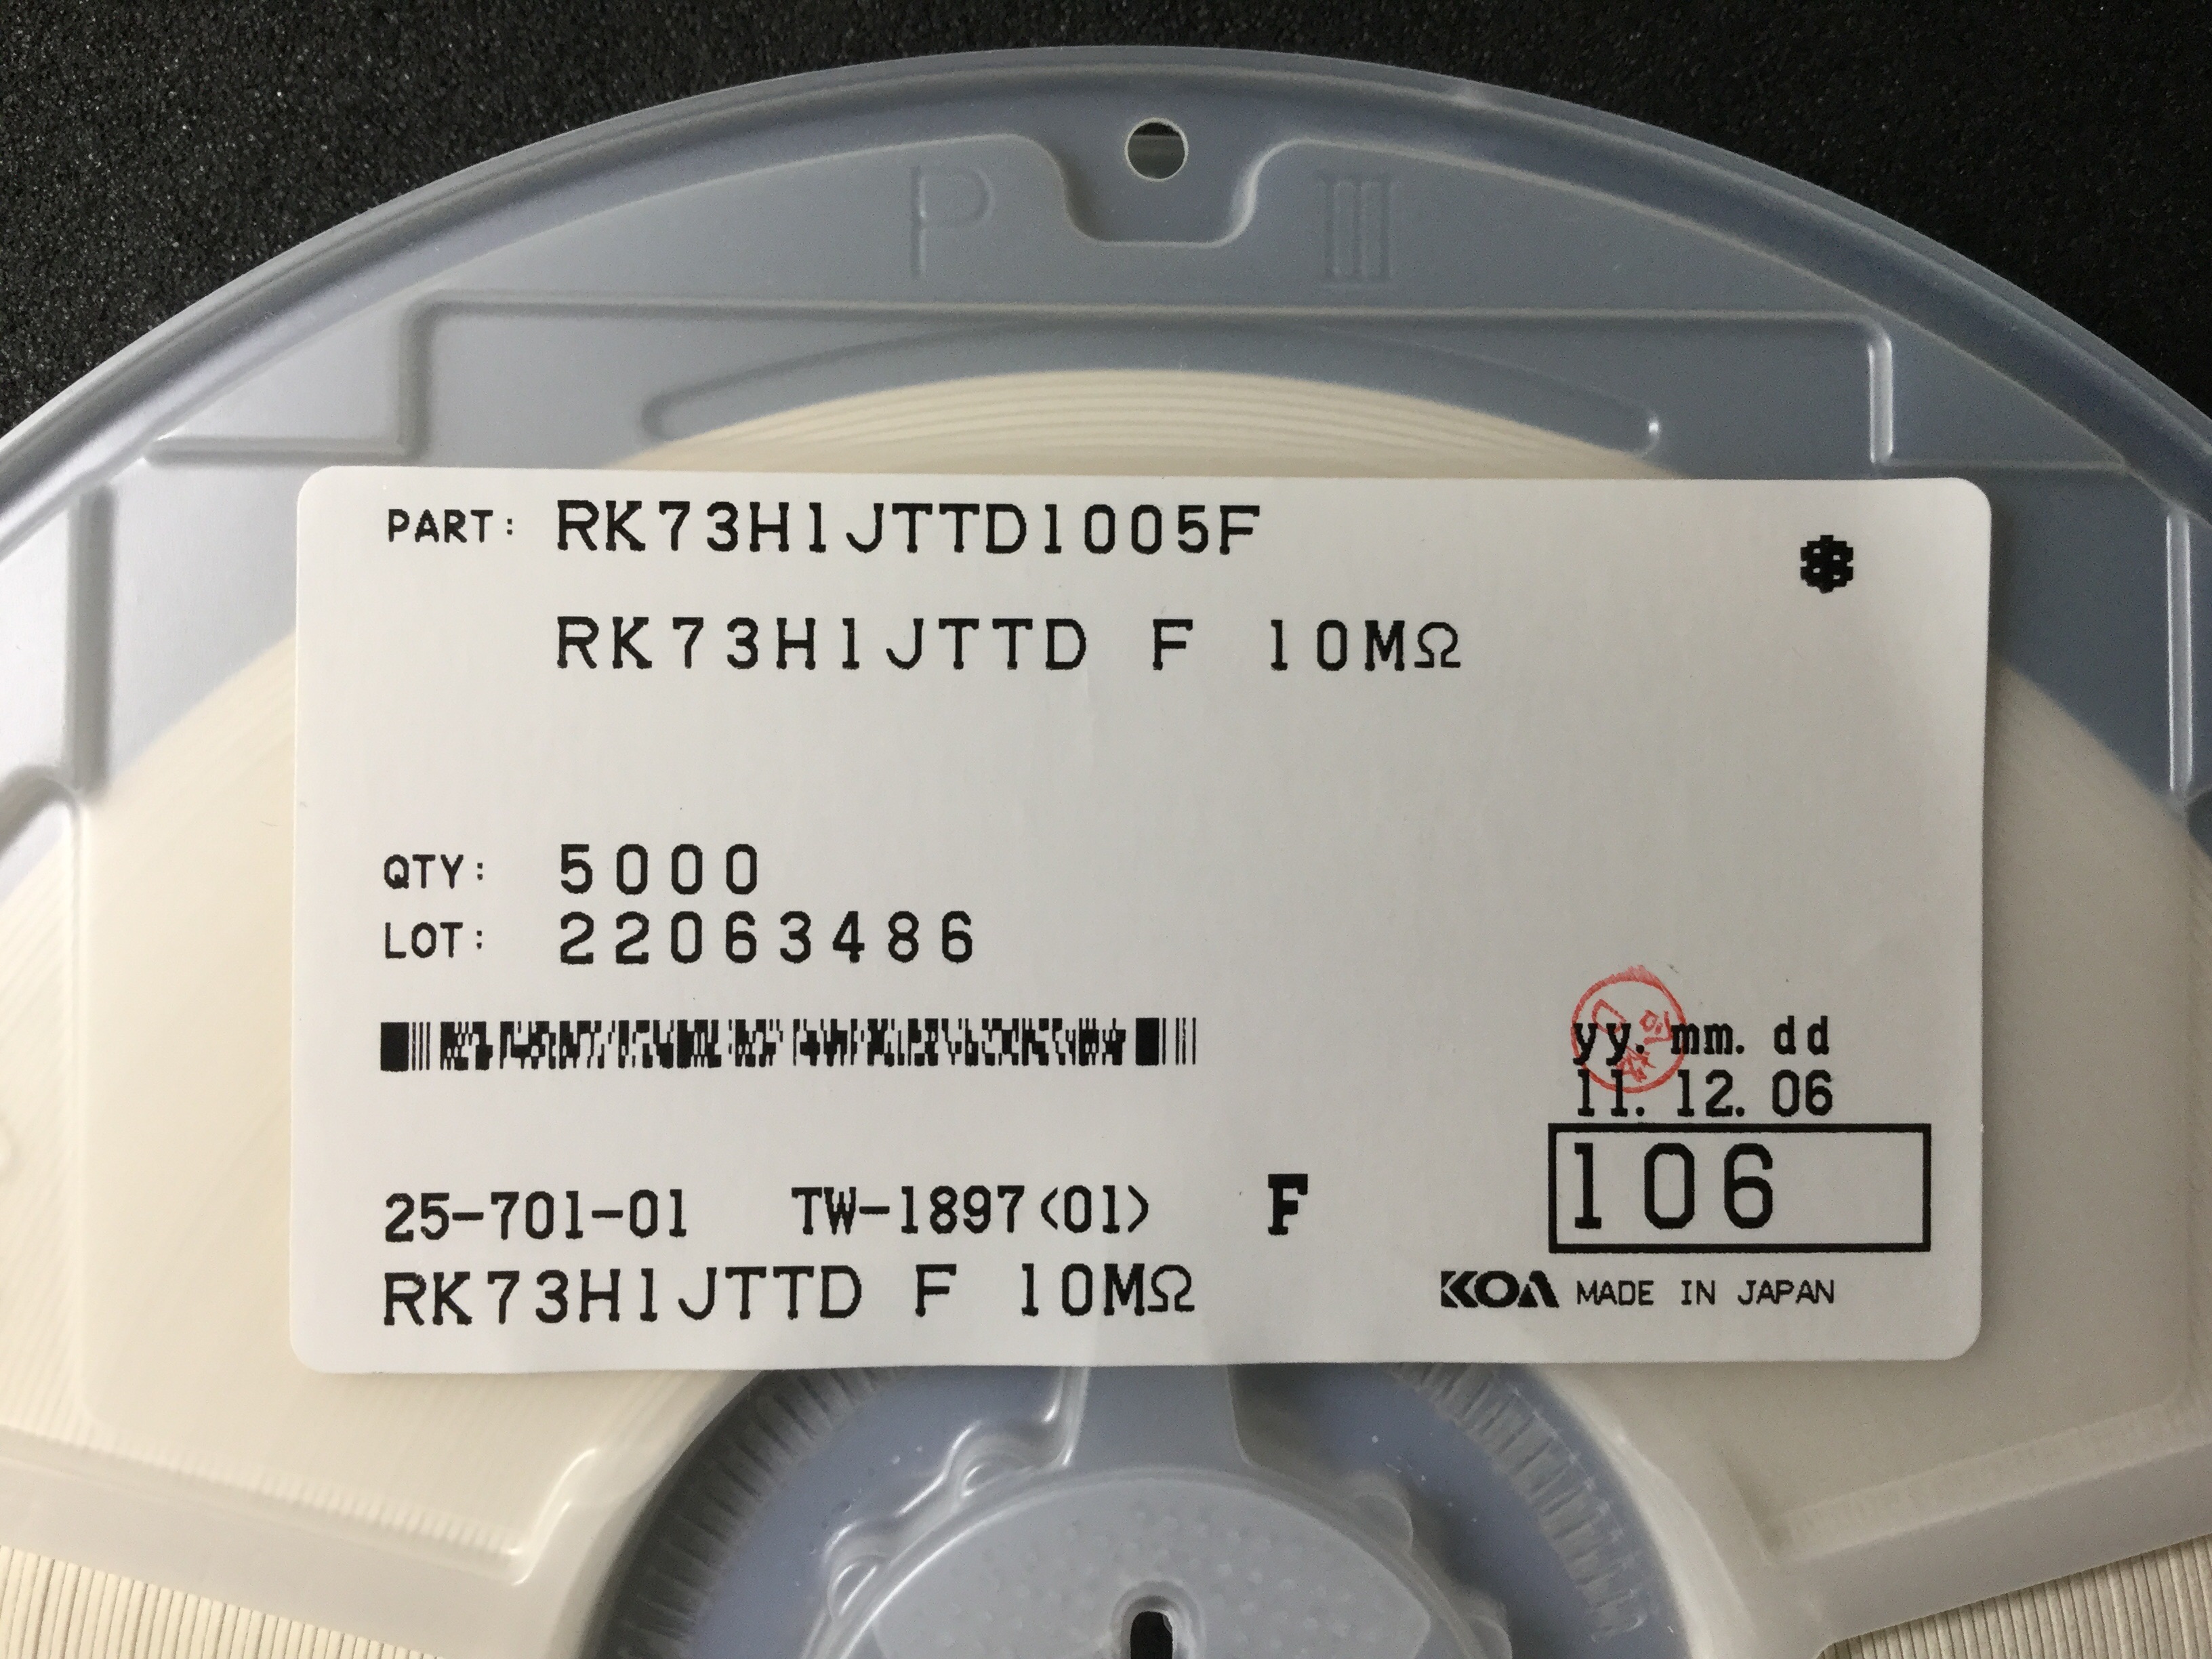 P III
PART: RK73H1JTTD1005F
*
RK73H1JTTD F 10MΩ
QTY: 5000
LOT: 22063486
yy. mm. dd
11. 12. 06
106
25-701-01 TW-1897(01) F
RK73H1JTTD F 10MΩ
KOA MADE IN JAPAN